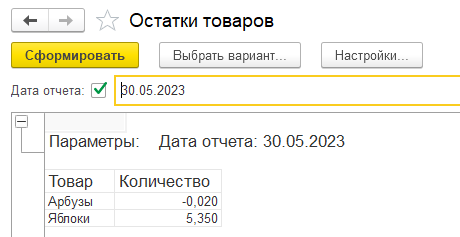 Остатки товаров
Сформировать Выбрать вариант... Настройки...
Дата отчета: 30.05.2023
Параметры: Дата отчета: 30.05.2023
Товар Количество
Арбузы -0,020
Яблоки 5,350